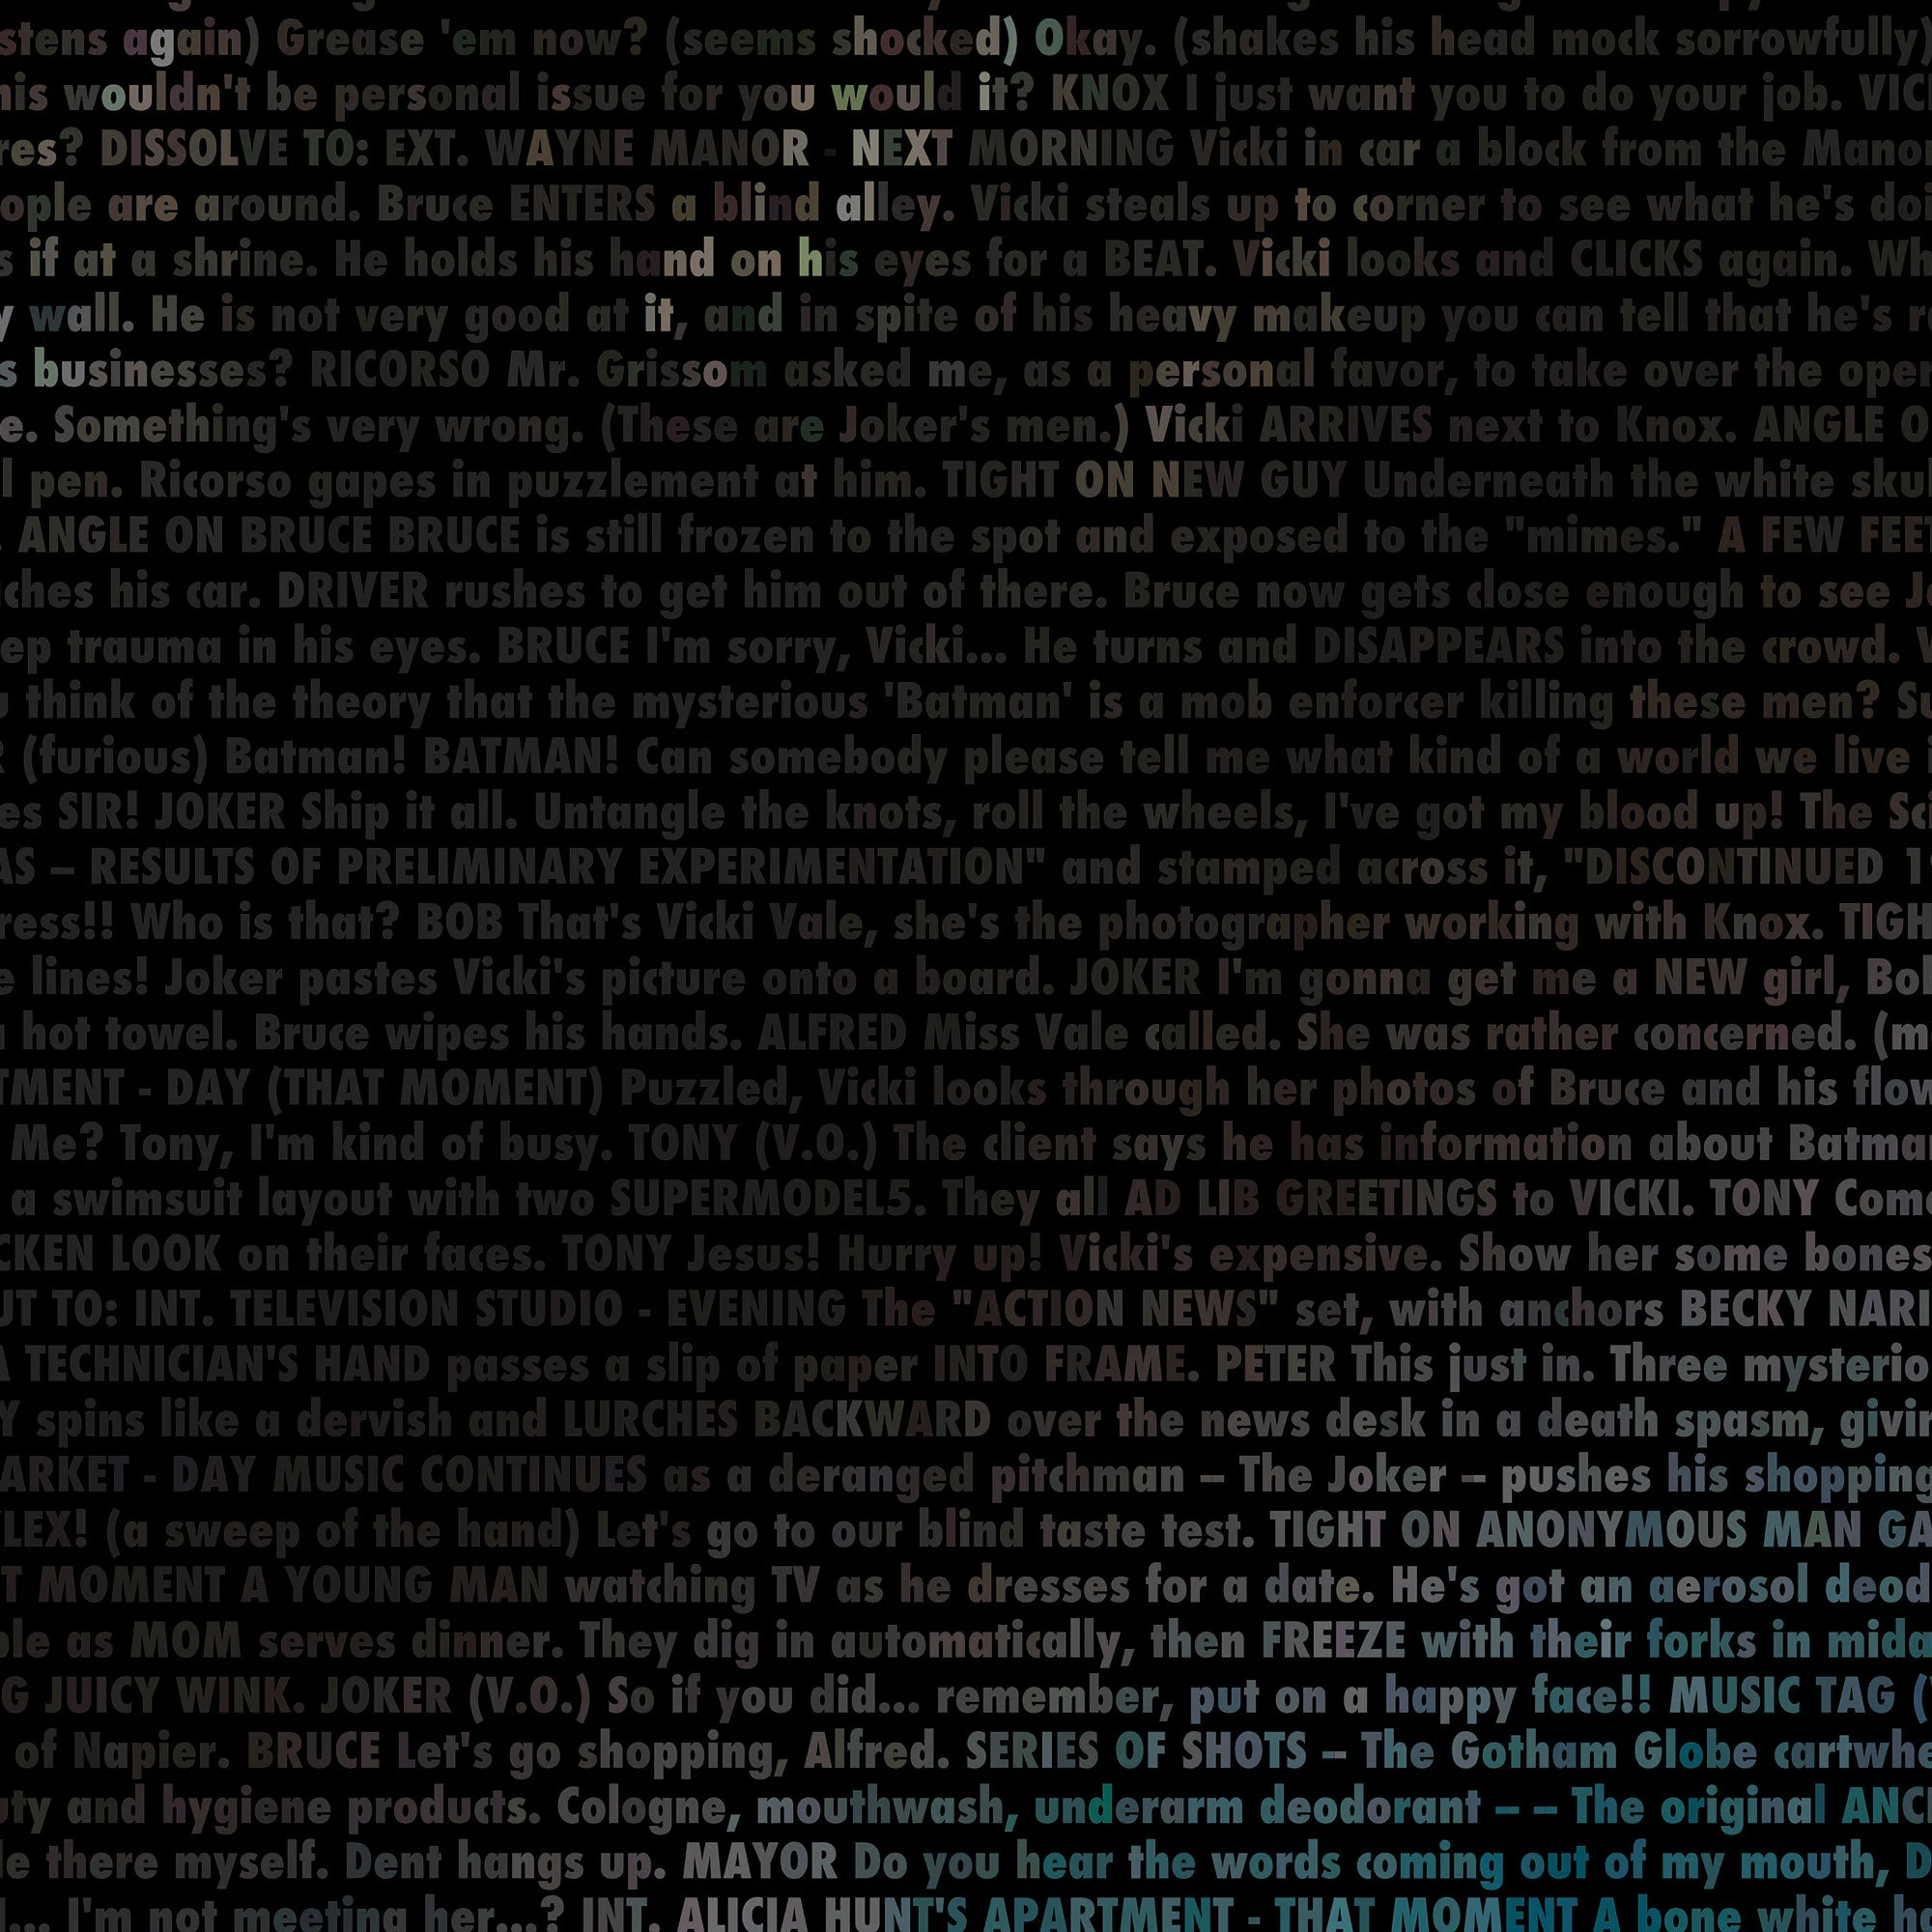 again) Grease 'em now? (seems shocked) Okay. (shakes his head mock sorrowfully)
wouldn't be personal issue for you would it? KNOX I just want you to do your job.
DISSOLVE TO: EXT. WAYNE MANOR - NEXT MORNING Vicki in car a block from the
are around. Bruce ENTERS a blind alley. Vicki steals up to corner to see what he's
if at a shrine. He holds his hand on his eyes for a BEAT. Vicki looks and CLICKS again.
wall. He is not very good at it, and in spite of his heavy makeup you can tell that he's
businesses? RICORSO Mr. Grissom asked me, as a personal favor, to take over the
Something's very wrong. (These are Joker's men.) Vicki ARRIVES next to Knox. ANGLE
pen. Ricorso gapes in puzzlement at him. TIGHT ON NEW GUY Underneath the white
ANGLE ON BRUCE BRUCE is still frozen to the spot and exposed to the "mimes." A FEW
his car. DRIVER rushes to get him out of there. Bruce now gets close enough to see
trauma in his eyes. BRUCE I'm sorry, Vicki... He turns and DISAPPEARS into the crowd.
think of the theory that the mysterious 'Batman' is a mob enforcer killing these men?
(furious) Batman! BATMAN! Can somebody please tell me what kind of a world we live
SIR! JOKER Ship it all. Untangle the knots, roll the wheels, I've got my blood up! The
– RESULTS OF PRELIMINARY EXPERIMENTATION" and stamped across it, "DISCONTINUED
Who is that? BOB That's Vicki Vale, she's the photographer working with Knox.
lines! Joker pastes Vicki's picture onto a board. JOKER I'm gonna get me a NEW girl,
hot towel. Bruce wipes his hands. ALFRED Miss Vale called. She was rather concerned.
- DAY (THAT MOMENT) Puzzled, Vicki looks through her photos of Bruce and his
Me? Tony, I'm kind of busy. TONY (V.O.) The client says he has information about
a swimsuit layout with two SUPERMODEL5. They all AD LIB GREETINGS to VICKI. TONY
LOOK on their faces. TONY Jesus! Hurry up! Vicki's expensive. Show her some bones
TO: INT. TELEVISION STUDIO - EVENING The "ACTION NEWS" set, with anchors BECKY
TECHNICIAN'S HAND passes a slip of paper INTO FRAME. PETER This just in. Three
spins like a dervish and LURCHES BACKWARD over the news desk in a death spasm,
- DAY MUSIC CONTINUES as a deranged pitchman – The Joker – pushes his shopping
(a sweep of the hand) Let's go to our blind taste test. TIGHT ON ANONYMOUS MAN
MOMENT A YOUNG MAN watching TV as he dresses for a date. He's got an aerosol
as MOM serves dinner. They dig in automatically, then FREEZE with their forks in
JUICY WINK. JOKER (V.O.) So if you did... remember, put on a happy face!! MUSIC TAG
of Napier. BRUCE Let's go shopping, Alfred. SERIES OF SHOTS – The Gotham Globe
and hygiene products. Cologne, mouthwash, underarm deodorant – – The original
there myself. Dent hangs up. MAYOR Do you hear the words coming out of my mouth,
I'm not meeting her...? INT. ALICIA HUNT'S APARTMENT - THAT MOMENT A bone white